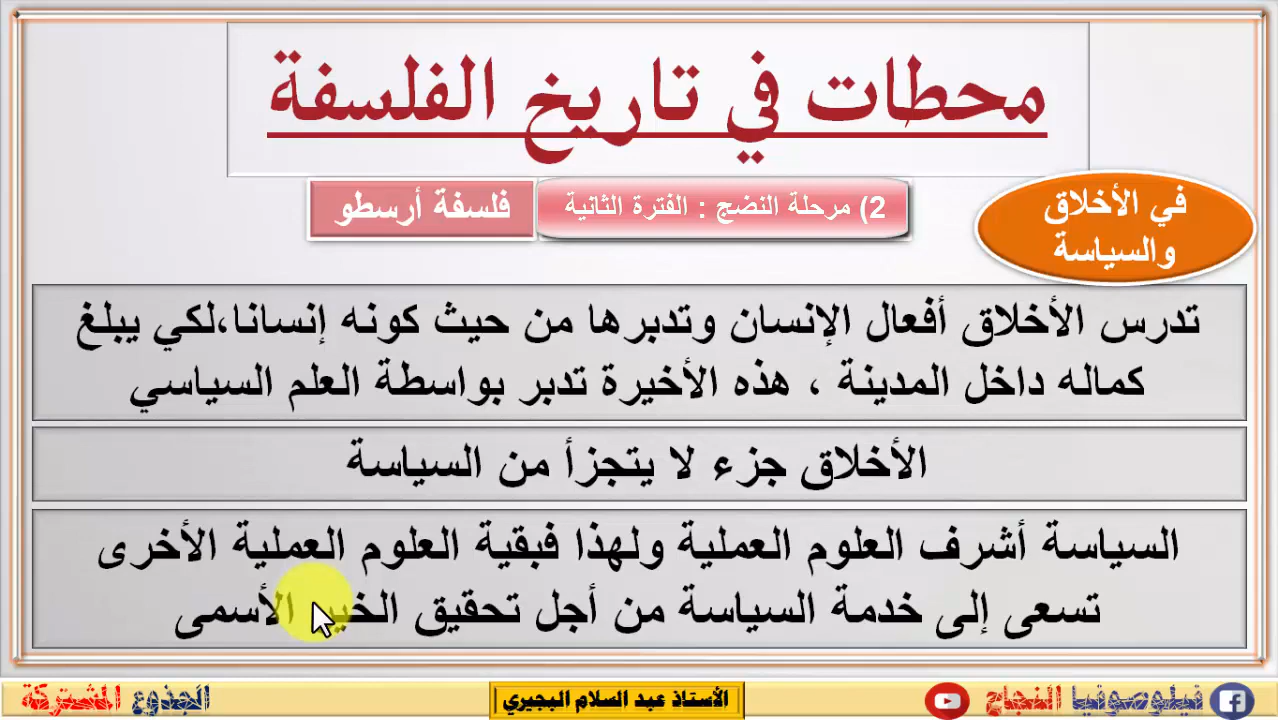 محطات في تاريخ الفلسفة
في الأخلاق
والسياسة
2) مرحلة النضج : الفترة الثانية
فلسفة أرسطو
تدرس الأخلاق أفعال الإنسان وتدبرها من حيث كونه إنسانا،لكي يبلغ
كماله داخل المدينة ، هذه الأخيرة تدبر بواسطة العلم السياسي
الأخلاق جزء لا يتجزأ من السياسة
السياسة أشرف العلوم العملية ولهذا فبقية العلوم العملية الأخرى
تسعى إلى خدمة السياسة من أجل تحقيق الخير الأسمى
فيلوصوفيا النجاح
الأستاذ عبد السلام البجيري
الجذوع المشتركة